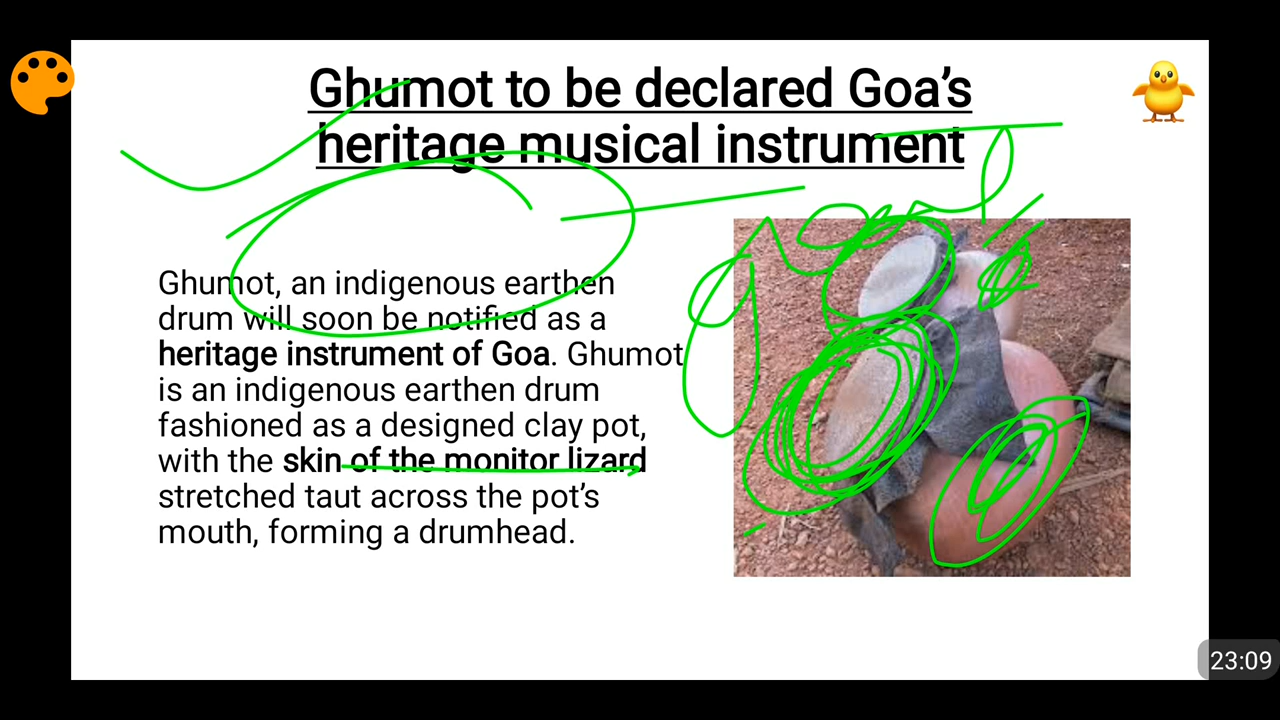 Ghumot to be declared Goa’s
heritage musical instrument
Ghumot, an indigenous earthen
drum will soon be notified as a
heritage instrument of Goa. Ghumot
is an indigenous earthen drum
fashioned as a designed clay pot,
with the skin of the monitor lizard
stretched taut across the pot’s
mouth, forming a drumhead.
23:09